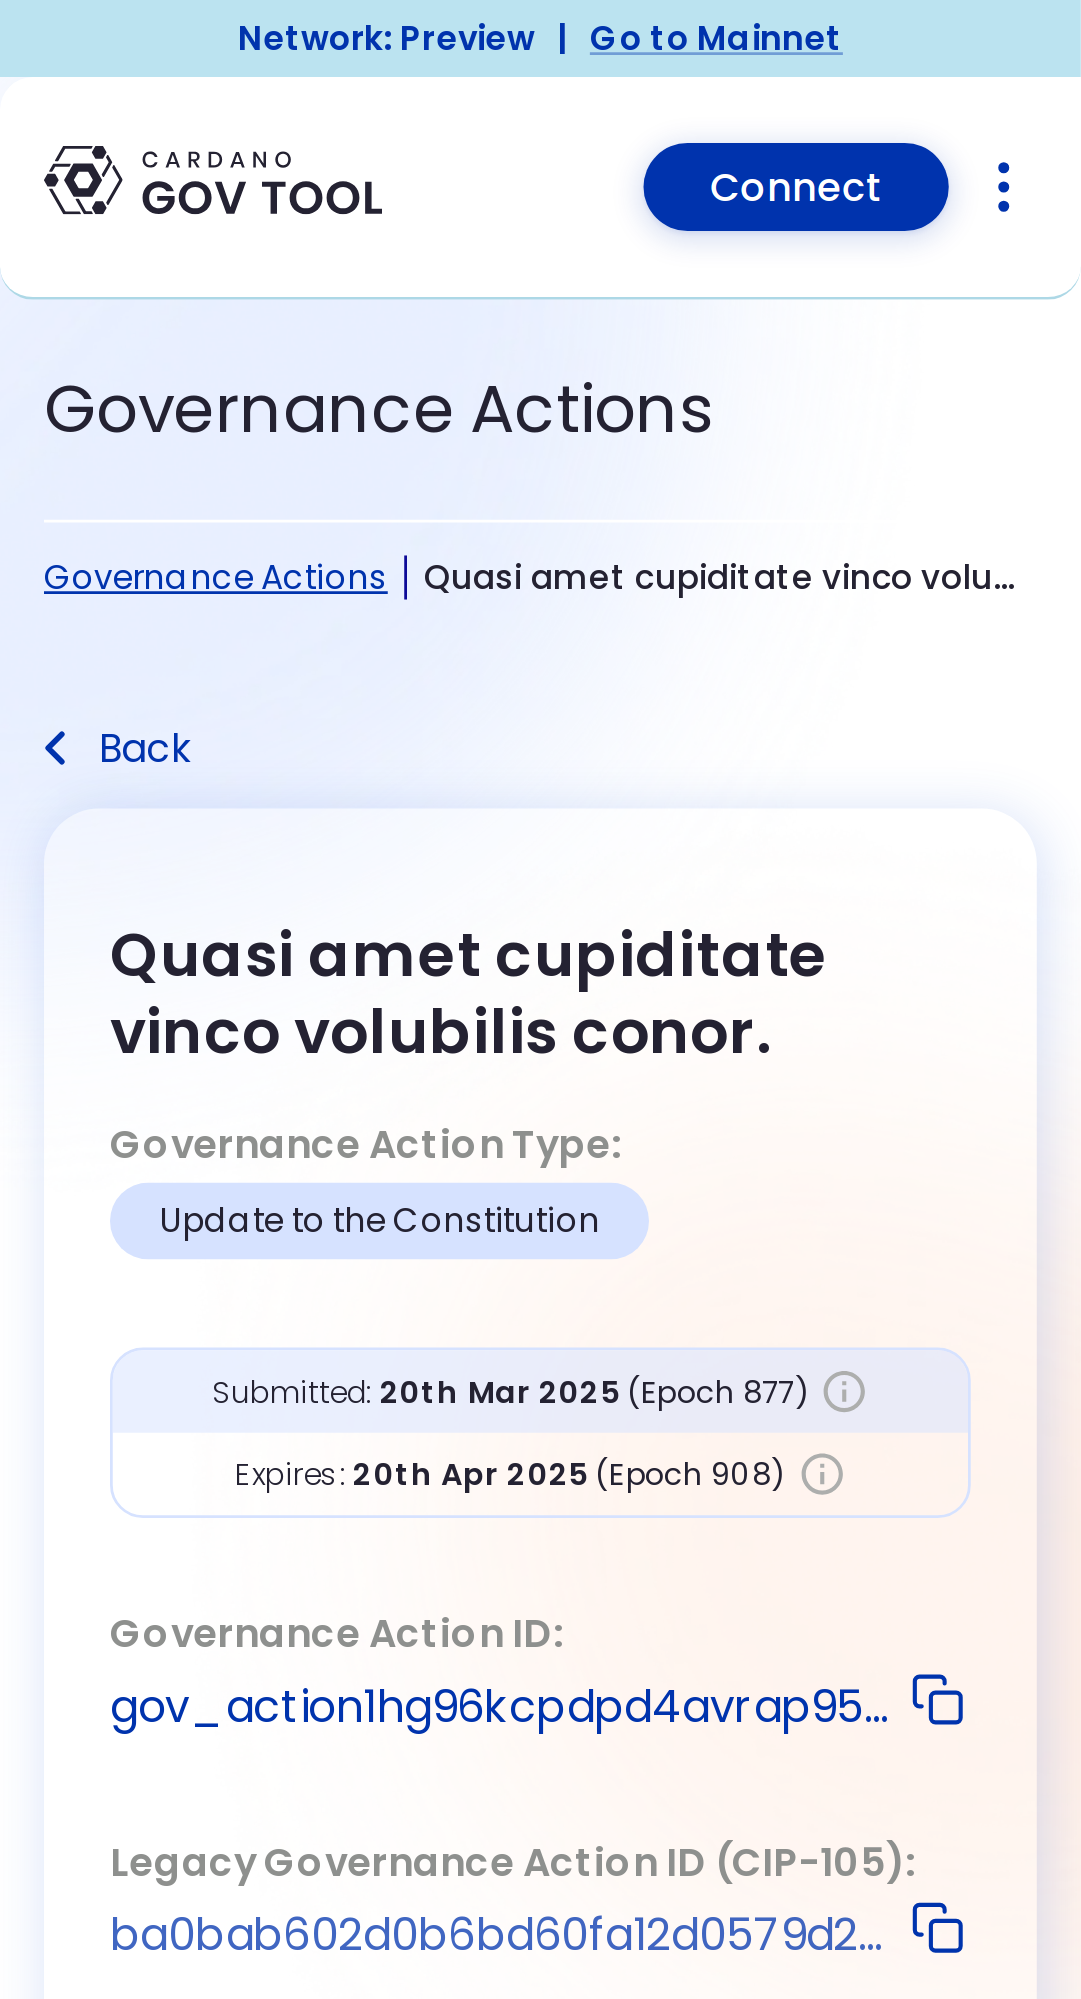 Network: Preview | Go to Mainnet
CARDANO
GOV TOOL
Connect
Governance Actions
Governance Actions | Quasi amet cupiditate vinco volu...
Back
Quasi amet cupiditate
vinco volubilis conor.
Governance Action Type:
Update to the Constitution
Submitted: 20th Mar 2025 (Epoch 877)
Expires: 20th Apr 2025 (Epoch 908)
Governance Action ID:
gov_action1hg96kcpdpd4avrap95...
Legacy Governance Action ID (CIP-105):
ba0bab602d0b6bd60fa12d0579d2...